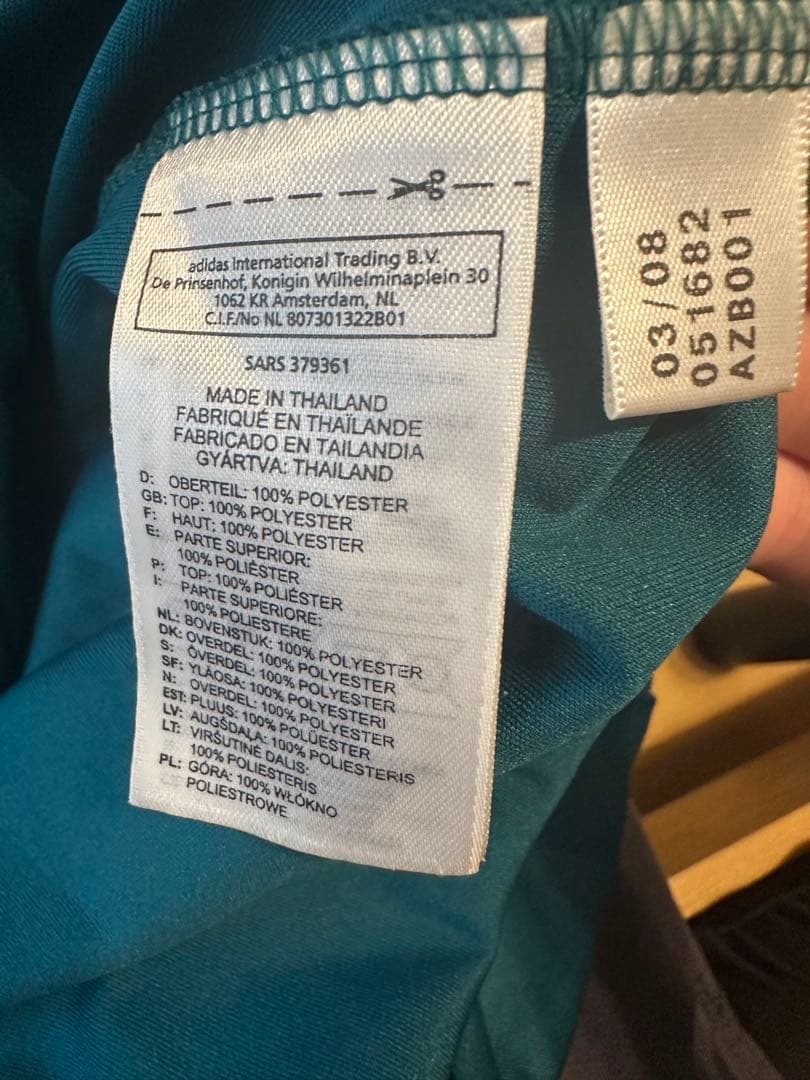 adidas International Trading B.V.
De Prinsenhof, Konigin Wilhelminaplein 30
1062 KR Amsterdam, NL
C.I.F./No NL 807301322B01
SARS 379361
MADE IN THAILAND
FABRIQUÉ EN THAÏLANDE
FABRICADO EN TAILANDIA
GYÁRTVA: THAILAND
D: OBERTEIL: 100% POLYESTER
GB: TOP: 100% POLYESTER
F: HAUT: 100% POLYESTER
E: PARTE SUPERIOR:
100% POLIÉSTER
P: TOP: 100% POLIÉSTER
I: PARTE SUPERIORE:
100% POLIESTERE
NL: BOVENSTUK: 100% POLYESTER
DK: OVERDEL: 100% POLYESTER
S: ÖVERDEL: 100% POLYESTER
SF: YLÄOSA: 100% POLYESTERI
N: OVERDEL: 100% POLYESTER
EST: PLUUS: 100% POLÜESTER
LV: AUGŠDAĻA: 100% POLIESTERIS
LT: VIRŠUTINĖ DALIS:
100% POLIESTERIS
PL: GÓRA: 100% WŁÓKNO
POLIESTROWE
03/08
051682
AZB001